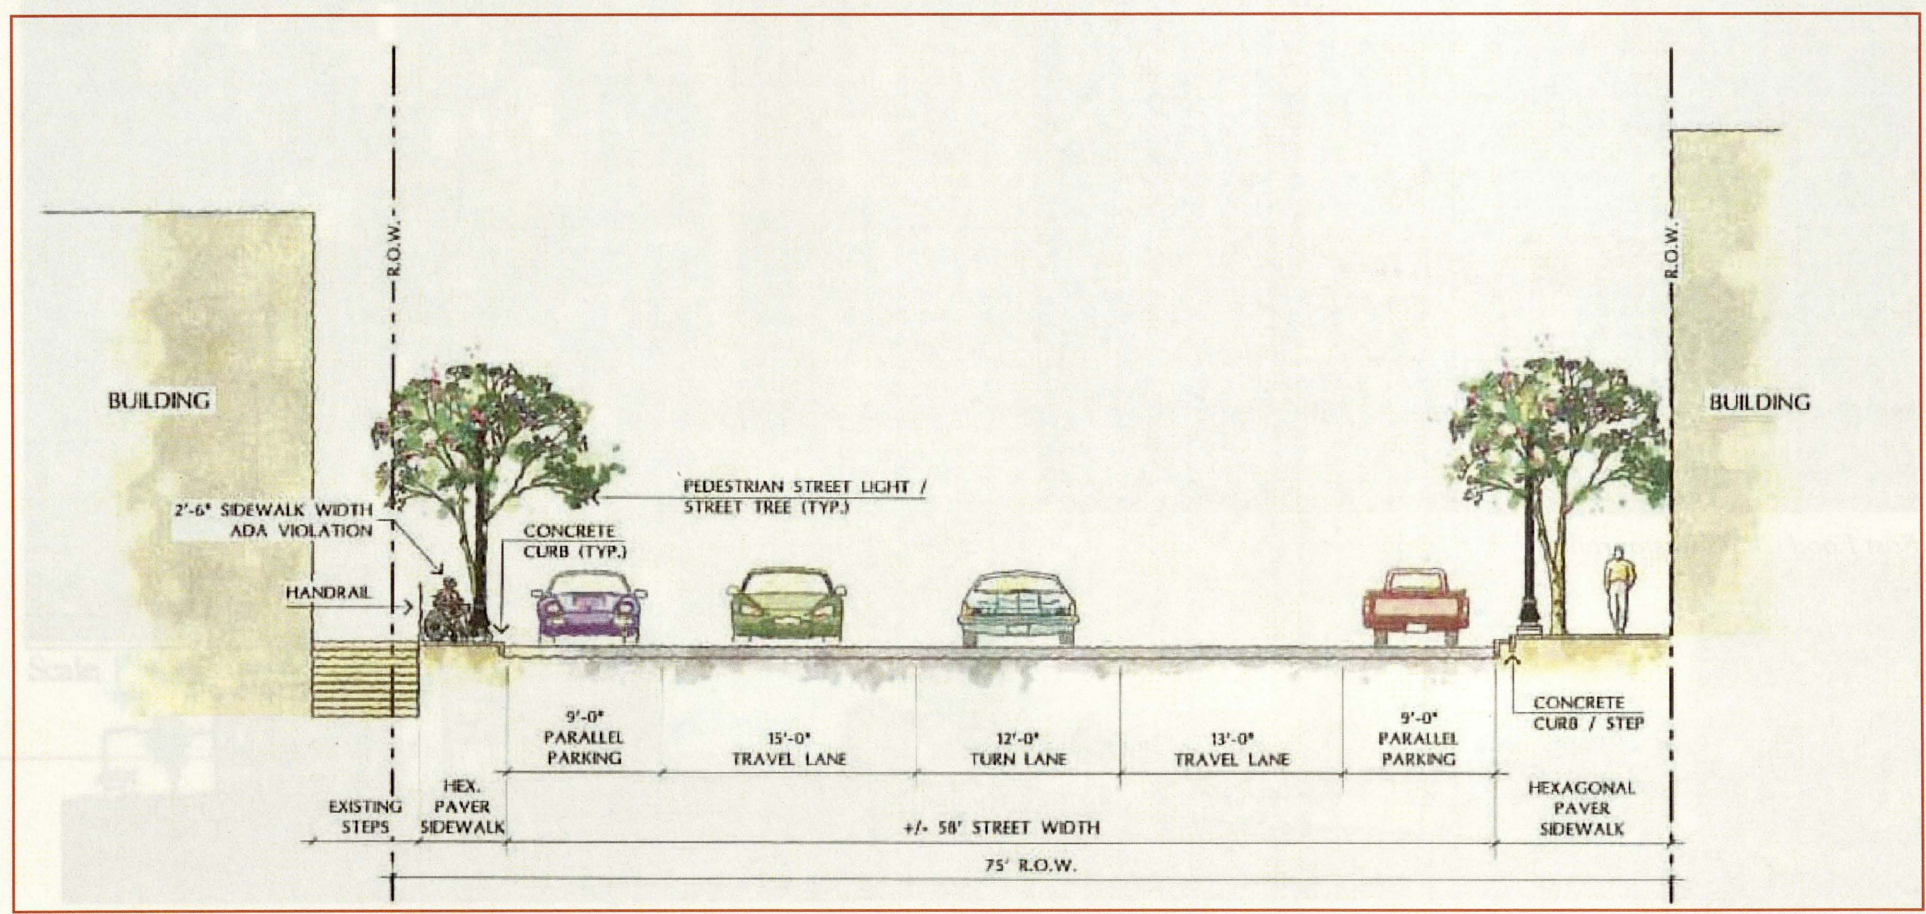 R.O.W.
R.O.W.
BUILDING
BUILDING
2'-6" SIDEWALK WIDTH
ADA VIOLATION
HANDRAIL
PEDESTRIAN STREET LIGHT /
STREET TREE (TYP.)
CONCRETE
CURB (TYP.)
CONCRETE
CURB / STEP
9'-0"
PARALLEL
PARKING
15'-0"
TRAVEL LANE
12'-0"
TURN LANE
13'-0"
TRAVEL LANE
9'-0"
PARALLEL
PARKING
EXISTING
STEPS
HEX.
PAVER
SIDEWALK
+/- 58' STREET WIDTH
HEXAGONAL
PAVER
SIDEWALK
75' R.O.W.